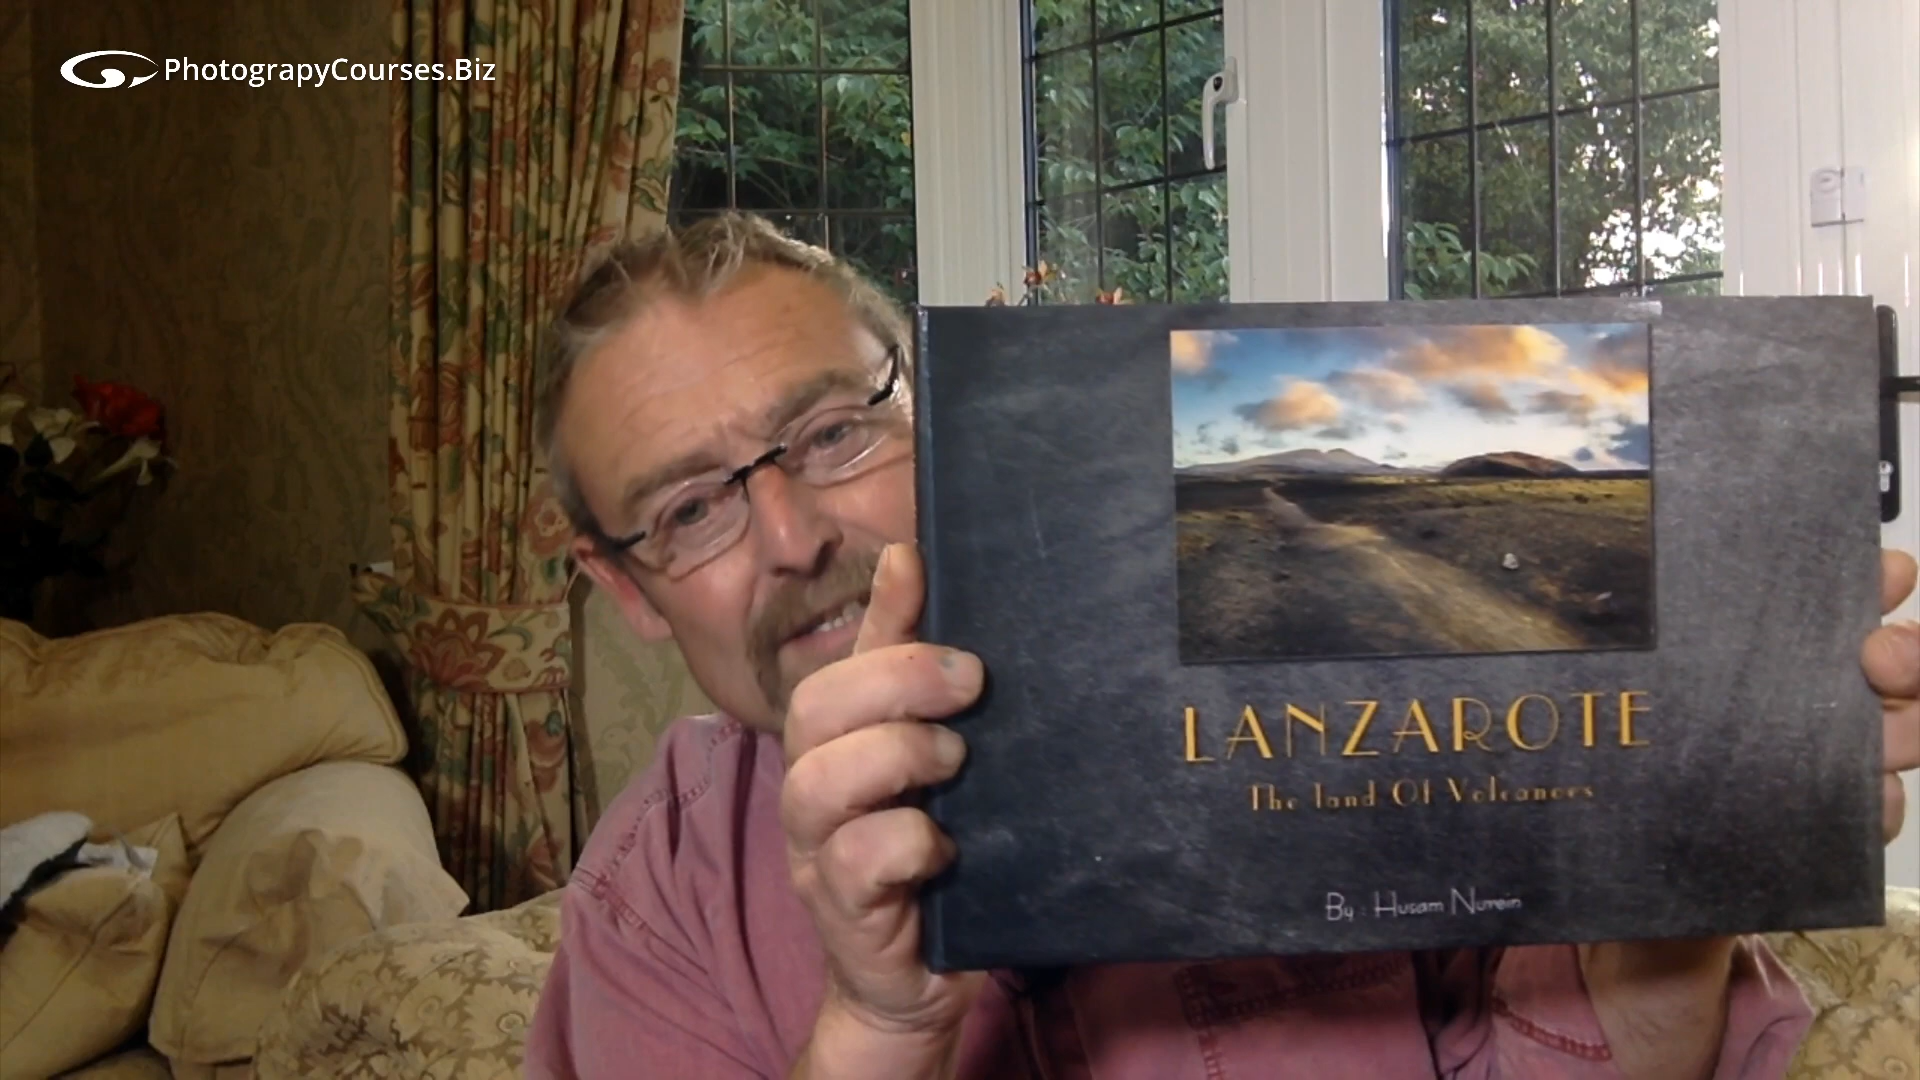 PhotograpyCourses.Biz
LANZAROTE
The land Of Volcanoes
By : Husam Nurein